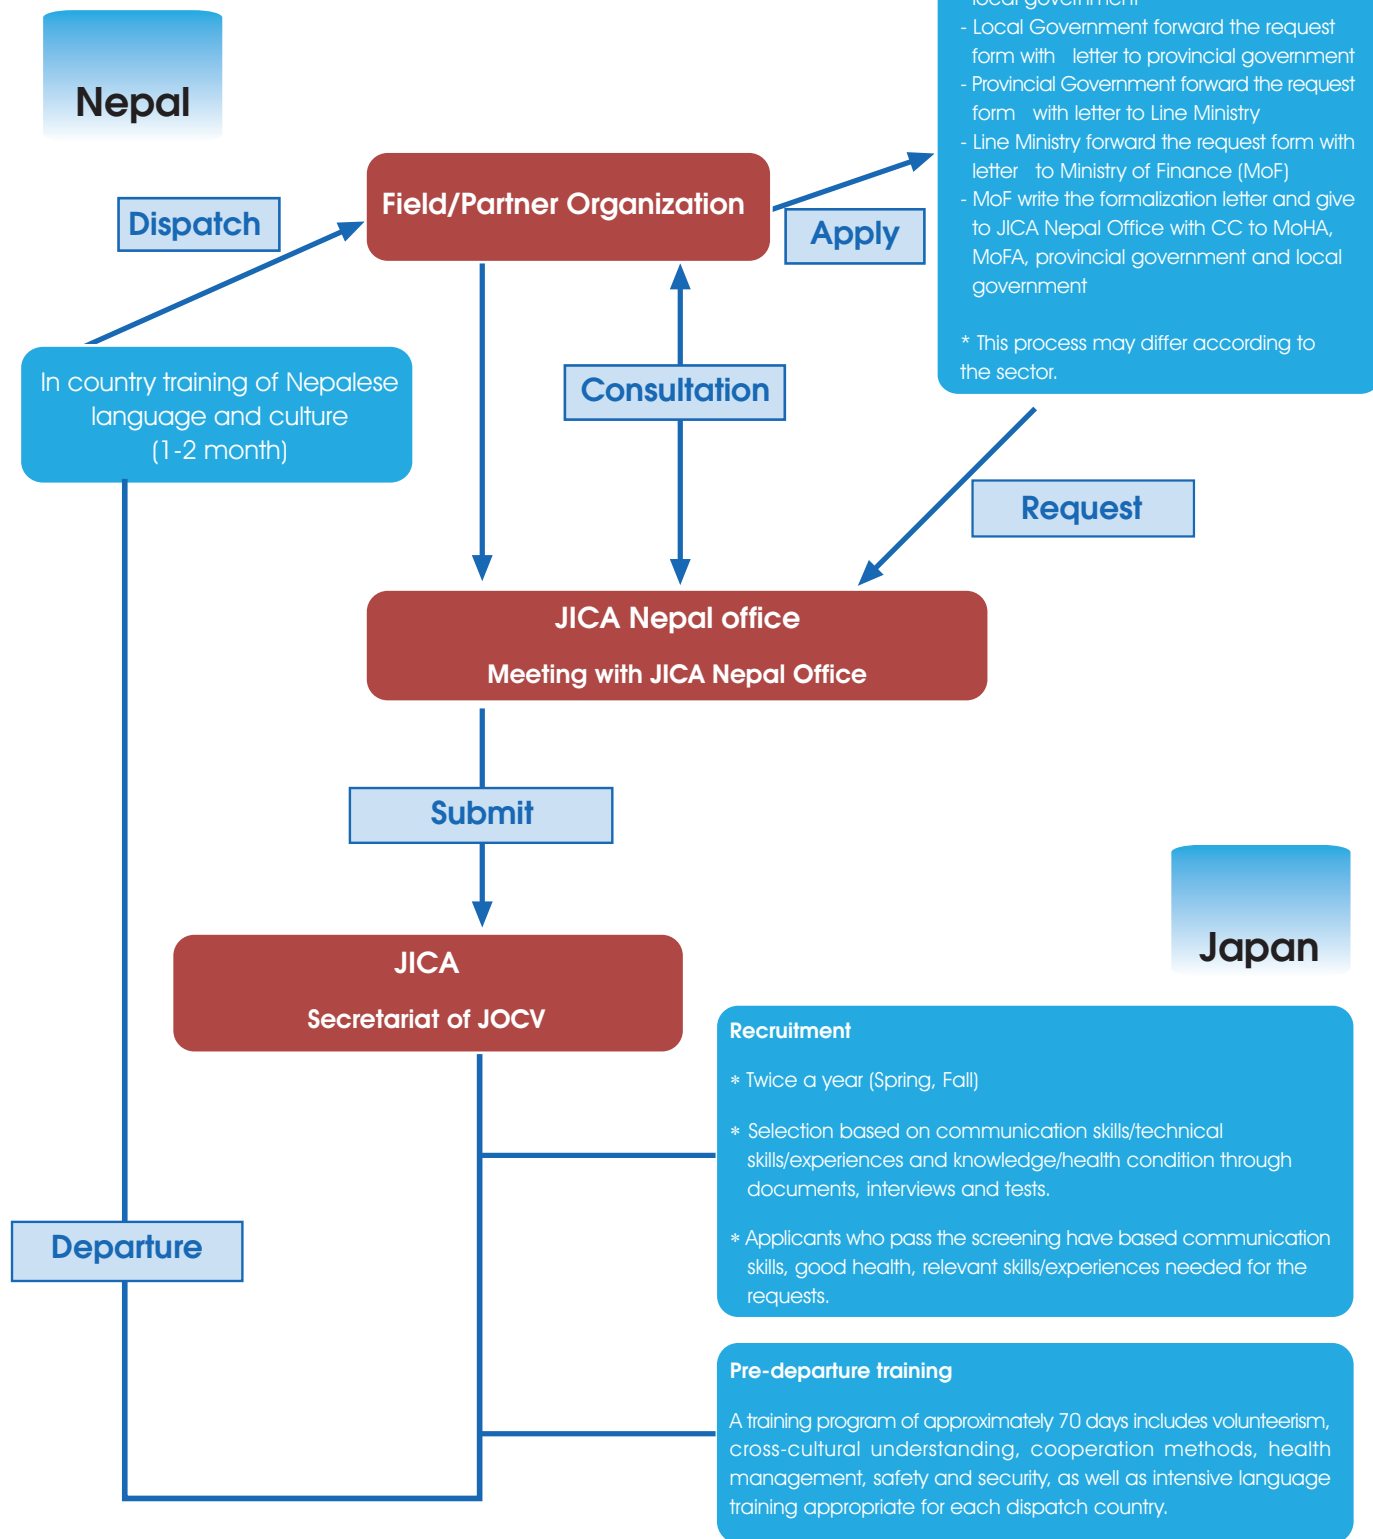 Nepal
local government
- Local Government forward the request
form with letter to provincial government
- Provincial Government forward the request
form with letter to Line Ministry
- Line Ministry forward the request form with
letter to Ministry of Finance (MoF)
- MoF write the formalization letter and give
to JICA Nepal Office with CC to MoHA,
MoFA, provincial government and local
government
* This process may differ according to
the sector.
Field/Partner Organization
Dispatch
Apply
In country training of Nepalese
language and culture
(1-2 month)
Consultation
Request
JICA Nepal office
Meeting with JICA Nepal Office
Submit
Japan
JICA
Secretariat of JOCV
Recruitment
* Twice a year (Spring, Fall)
* Selection based on communication skills/technical
skills/experiences and knowledge/health condition through
documents, interviews and tests.
* Applicants who pass the screening have based communication
skills, good health, relevant skills/experiences needed for the
requests.
Departure
Pre-departure training
A training program of approximately 70 days includes volunteerism,
cross-cultural understanding, cooperation methods, health
management, safety and security, as well as intensive language
training appropriate for each dispatch country.